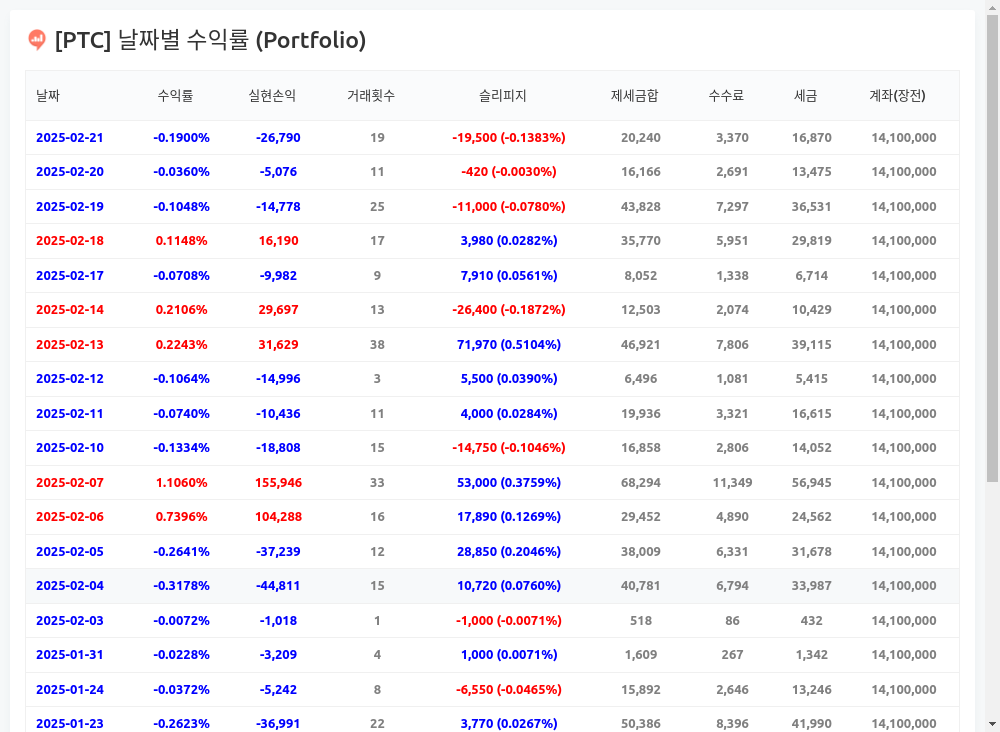 [PTC] 날짜별 수익률 (Portfolio)
날짜 수익률 실현손익 거래횟수 슬리피지 제세금합 수수료 세금 계좌(장전)
2025-02-21 -0.1900% -26,790 19 -19,500 (-0.1383%) 20,240 3,370 16,870 14,100,000
2025-02-20 -0.0360% -5,076 11 -420 (-0.0030%) 16,166 2,691 13,475 14,100,000
2025-02-19 -0.1048% -14,778 25 -11,000 (-0.0780%) 43,828 7,297 36,531 14,100,000
2025-02-18 0.1148% 16,190 17 3,980 (0.0282%) 35,770 5,951 29,819 14,100,000
2025-02-17 -0.0708% -9,982 9 7,910 (0.0561%) 8,052 1,338 6,714 14,100,000
2025-02-14 0.2106% 29,697 13 -26,400 (-0.1872%) 12,503 2,074 10,429 14,100,000
2025-02-13 0.2243% 31,629 38 71,970 (0.5104%) 46,921 7,806 39,115 14,100,000
2025-02-12 -0.1064% -14,996 3 5,500 (0.0390%) 6,496 1,081 5,415 14,100,000
2025-02-11 -0.0740% -10,436 11 4,000 (0.0284%) 19,936 3,321 16,615 14,100,000
2025-02-10 -0.1334% -18,808 15 -14,750 (-0.1046%) 16,858 2,806 14,052 14,100,000
2025-02-07 1.1060% 155,946 33 53,000 (0.3759%) 68,294 11,349 56,945 14,100,000
2025-02-06 0.7396% 104,288 16 17,890 (0.1269%) 29,452 4,890 24,562 14,100,000
2025-02-05 -0.2641% -37,239 12 28,850 (0.2046%) 38,009 6,331 31,678 14,100,000
2025-02-04 -0.3178% -44,811 15 10,720 (0.0760%) 40,781 6,794 33,987 14,100,000
2025-02-03 -0.0072% -1,018 1 -1,000 (-0.0071%) 518 86 432 14,100,000
2025-01-31 -0.0228% -3,209 4 1,000 (0.0071%) 1,609 267 1,342 14,100,000
2025-01-24 -0.0372% -5,242 8 -6,550 (-0.0465%) 15,892 2,646 13,246 14,100,000
2025-01-23 -0.2623% -36,991 22 3,770 (0.0267%) 50,386 8,396 41,990 14,100,000